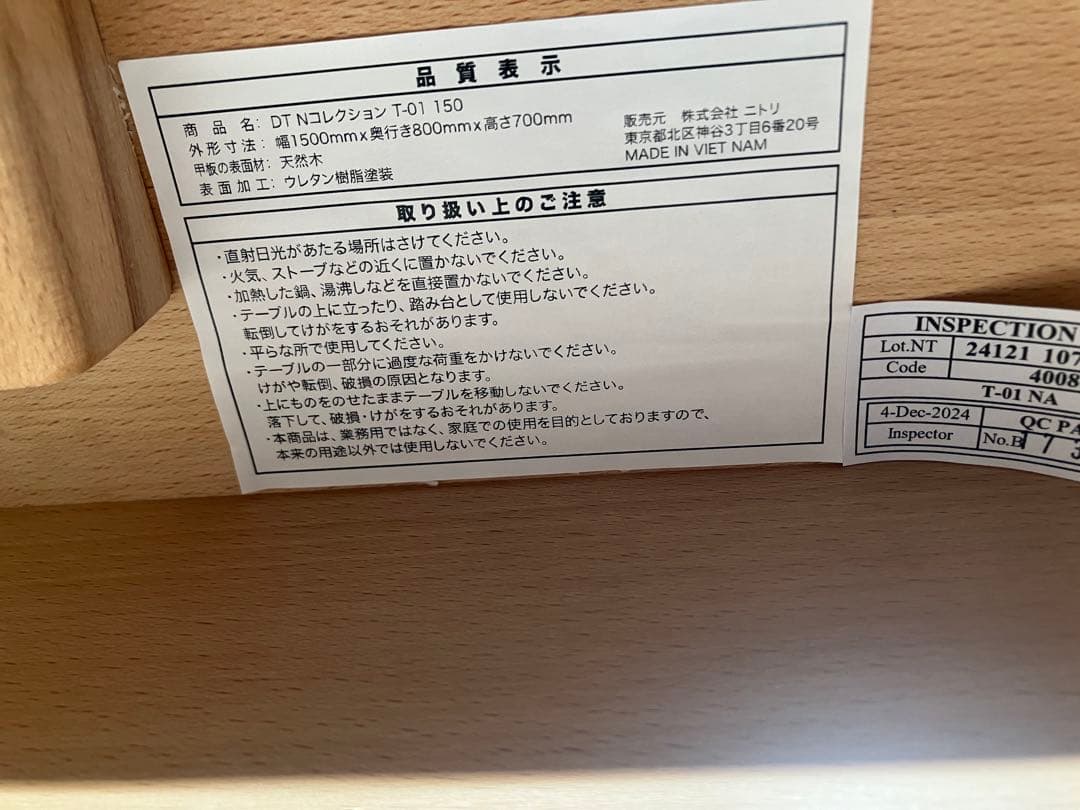 品質表示
商品名: DT Nコレクション T-01 150
外形寸法: 幅1500mm x 奥行き800mm x 高さ700mm
甲板の表面材: 天然木
表面加工: ウレタン樹脂塗装
販売元 株式会社 ニトリ
東京都北区神谷3丁目6番20号
MADE IN VIET NAM
取り扱い上のご注意
・直射日光があたる場所はさけてください。
・火気、ストーブなどの近くに置かないでください。
・加熱した鍋、湯沸しなどを直接置かないでください。
・テーブルの上に立ったり、踏み台として使用しないでください。
転倒してけがをするおそれがあります。
・平らな所で使用してください。
・テーブルの一部分に過度な荷重をかけないでください。
けがや転倒、破損の原因となります。
・上にものをのせたままテーブルを移動しないでください。
落下して、破損・けがをするおそれがあります。
・本商品は、業務用ではなく、家庭での使用を目的としておりますので、
本来の用途以外では使用しないでください。
INSPECTION
Lot.NT 24121 107
Code 4008
T-01 NA
4-Dec-2024 QC PA
Inspector No.B 7 3